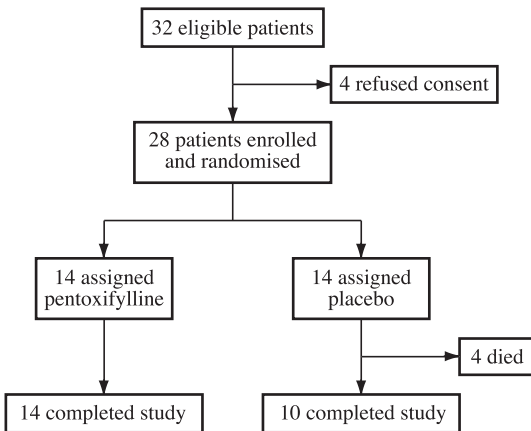 32 eligible patients
4 refused consent
28 patients enrolled
and randomised
14 assigned
pentoxifylline
14 assigned
placebo
4 died
14 completed study
10 completed study